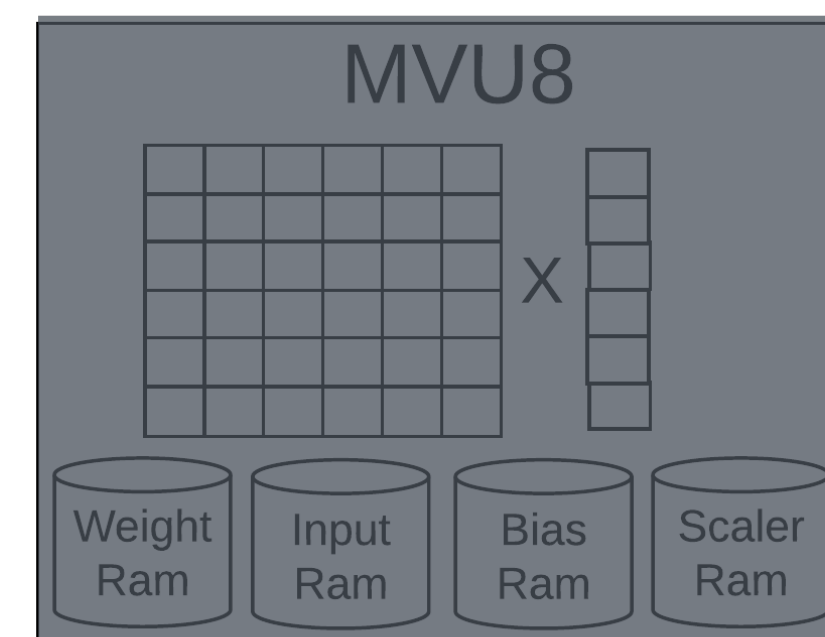 MVU8
X
Weight
Ram
Input
Ram
Bias
Ram
Scaler
Ram